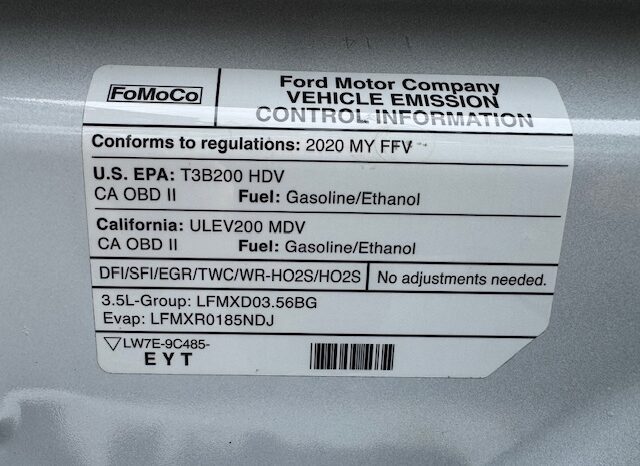 FoMoCo
Ford Motor Company
VEHICLE EMISSION
CONTROL INFORMATION
Conforms to regulations: 2020 MY FFV
U.S. EPA: T3B200 HDV
CA OBD II Fuel: Gasoline/Ethanol
California: ULEV200 MDV
CA OBD II Fuel: Gasoline/Ethanol
DFI/SFI/EGR/TWC/WR-HO2S/HO2S No adjustments needed.
3.5L-Group: LFMXD03.56BG
Evap: LFMXR0185NDJ
▽LW7E-9C485-
EYT